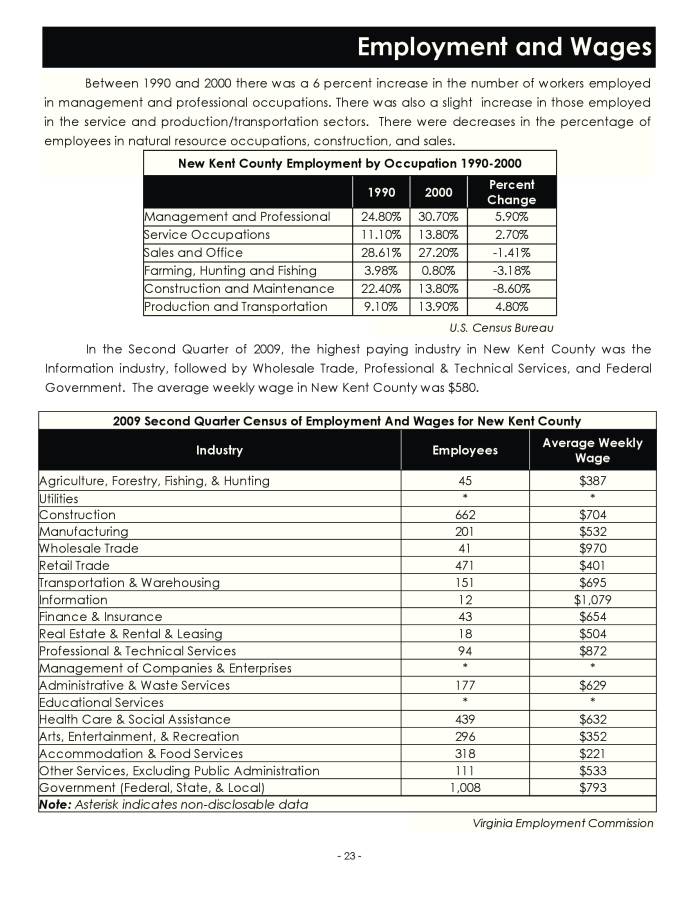 Employment and Wages
Between 1990 and 2000 there was a 6 percent increase in the number of workers employed
in management and professional occupations. There was also a slight increase in those employed
in the service and production/transportation sectors. There were decreases in the percentage of
employees in natural resource occupations, construction, and sales.
New Kent County Employment by Occupation 1990-2000
1990 2000 Percent Change
Management and Professional 24.80% 30.70% 5.90%
Service Occupations 11.10% 13.80% 2.70%
Sales and Office 28.61% 27.20% -1.41%
Farming, Hunting and Fishing 3.98% 0.80% -3.18%
Construction and Maintenance 22.40% 13.80% -8.60%
Production and Transportation 9.10% 13.90% 4.80%
U.S. Census Bureau
In the Second Quarter of 2009, the highest paying industry in New Kent County was the
Information industry, followed by Wholesale Trade, Professional & Technical Services, and Federal
Government. The average weekly wage in New Kent County was $580.
2009 Second Quarter Census of Employment And Wages for New Kent County
Industry Employees Average Weekly Wage
Agriculture, Forestry, Fishing, & Hunting 45 $387
Utilities * *
Construction 662 $704
Manufacturing 201 $532
Wholesale Trade 41 $970
Retail Trade 471 $401
Transportation & Warehousing 151 $695
Information 12 $1,079
Finance & Insurance 43 $654
Real Estate & Rental & Leasing 18 $504
Professional & Technical Services 94 $872
Management of Companies & Enterprises * *
Administrative & Waste Services 177 $629
Educational Services * *
Health Care & Social Assistance 439 $632
Arts, Entertainment, & Recreation 296 $352
Accommodation & Food Services 318 $221
Other Services, Excluding Public Administration 111 $533
Government (Federal, State, & Local) 1,008 $793
Note: Asterisk indicates non-disclosable data
Virginia Employment Commission
- 23 -